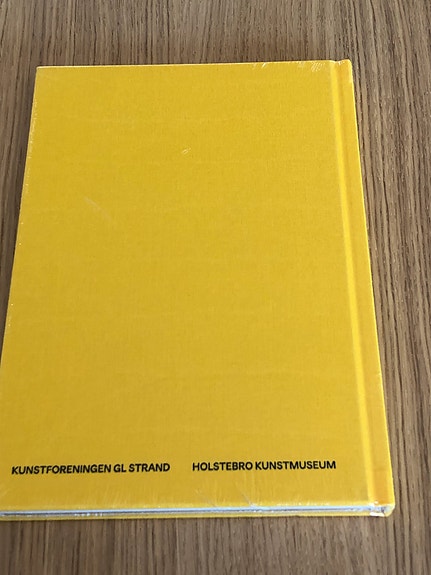 KUNSTFORENINGEN GL STRAND HOLSTEBRO KUNSTMUSEUM